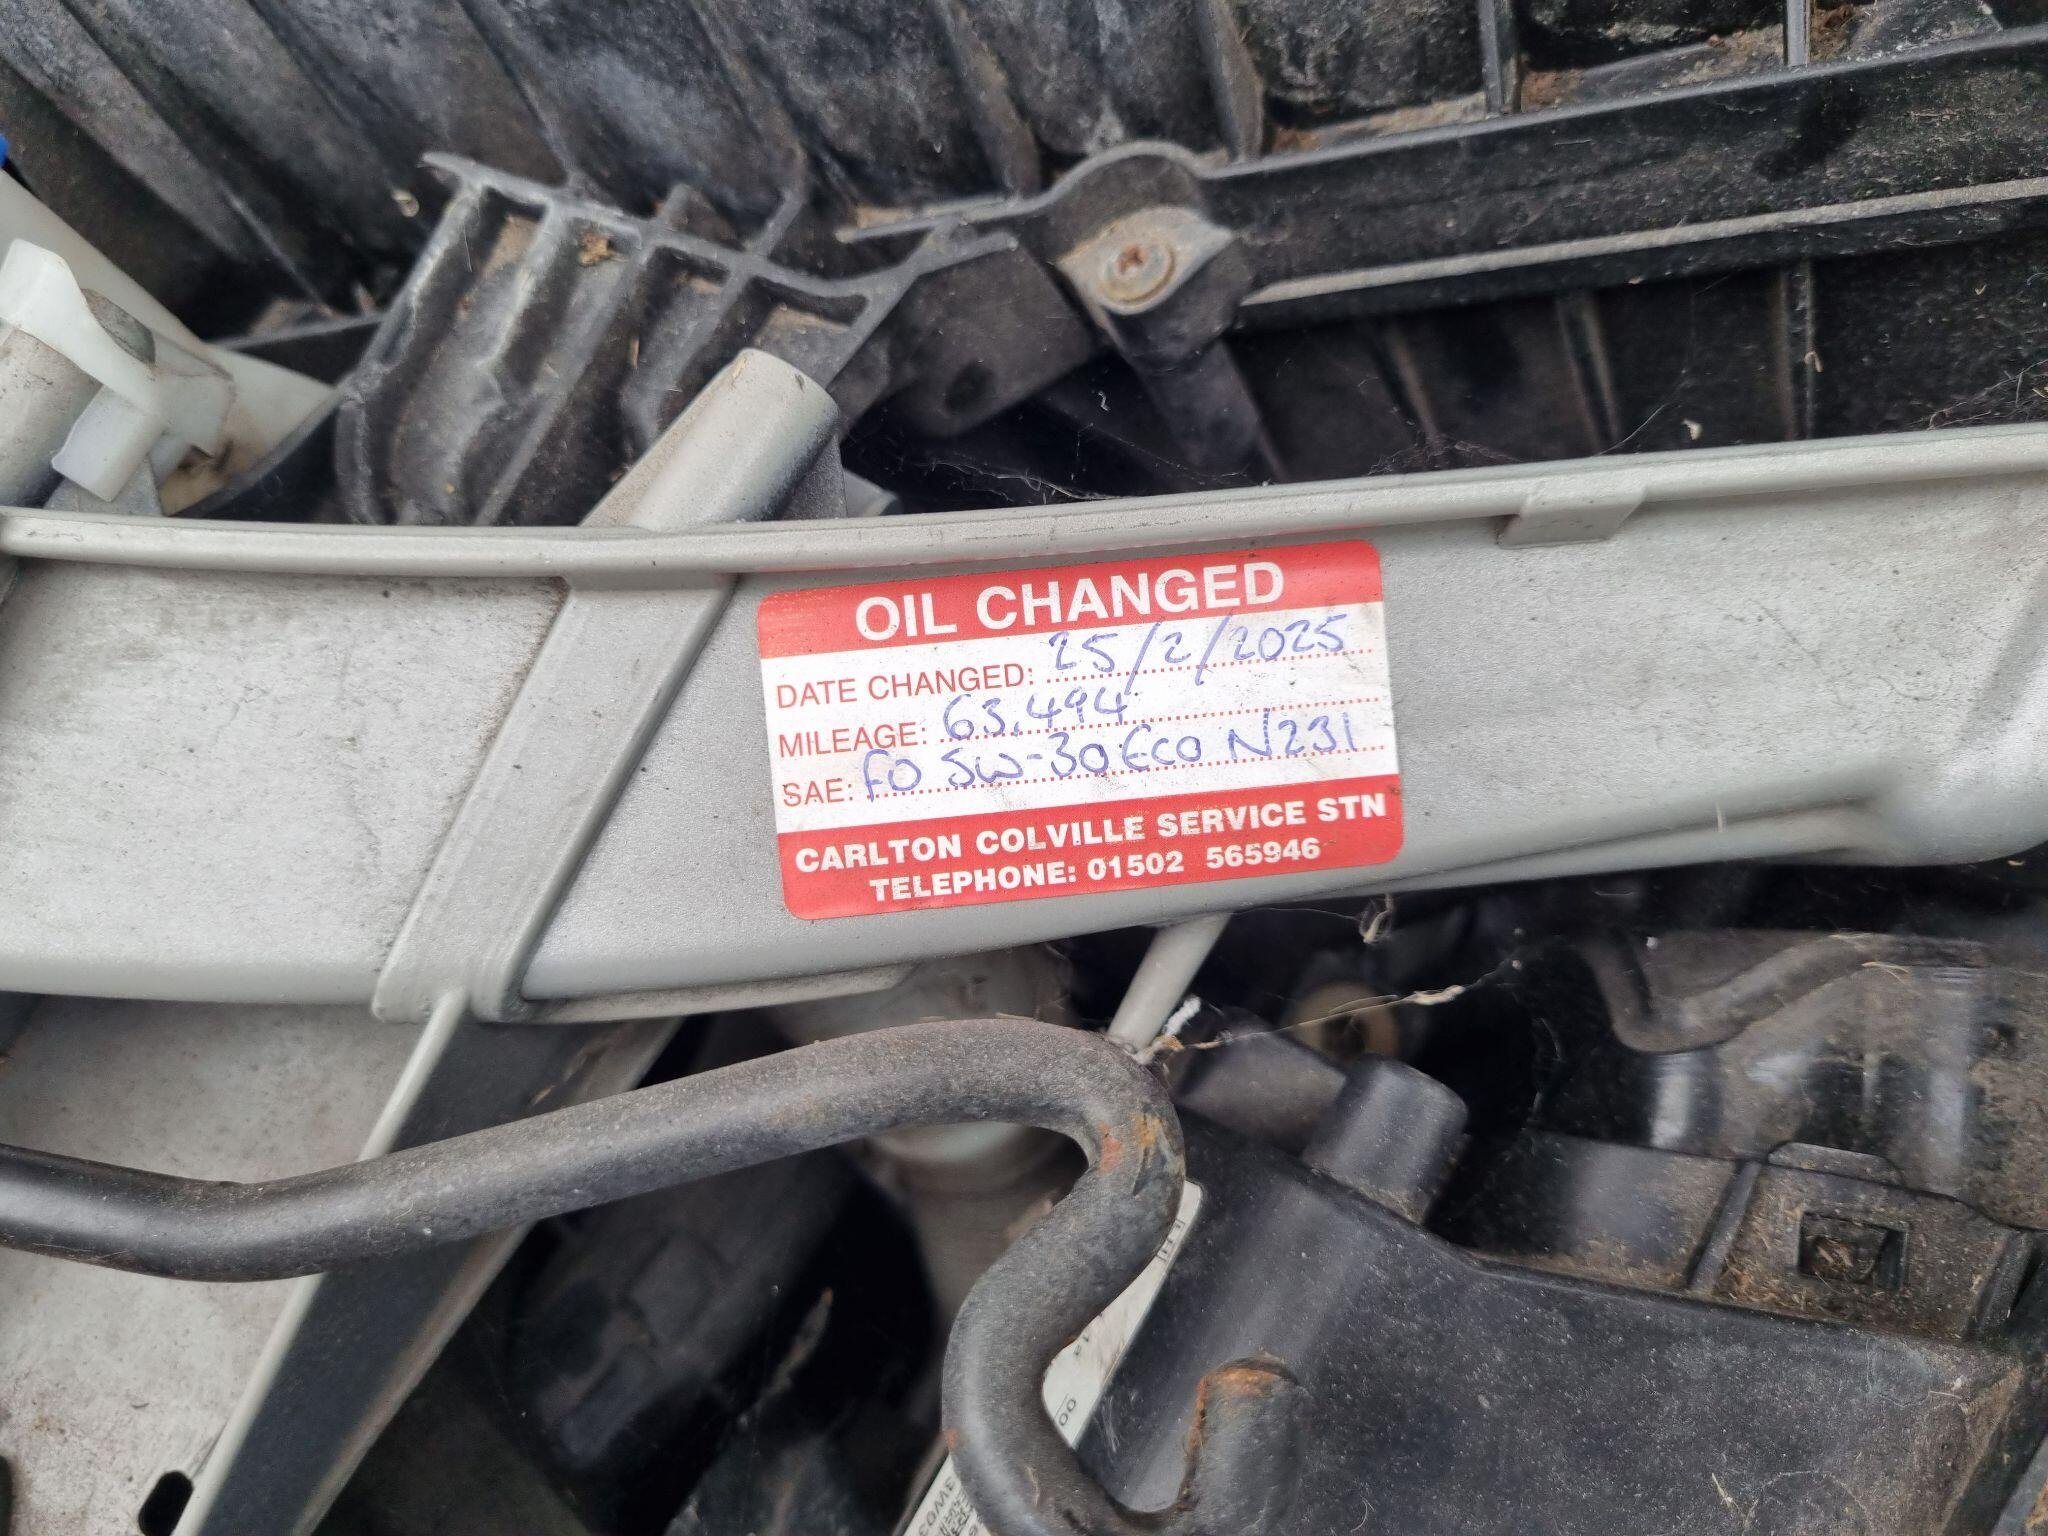 OIL CHANGED
DATE CHANGED: 25/2/2025
MILEAGE: 63,494
SAE: FO 5W-30 ECO N231
CARLTON COLVILLE SERVICE STN
TELEPHONE: 01502 565946